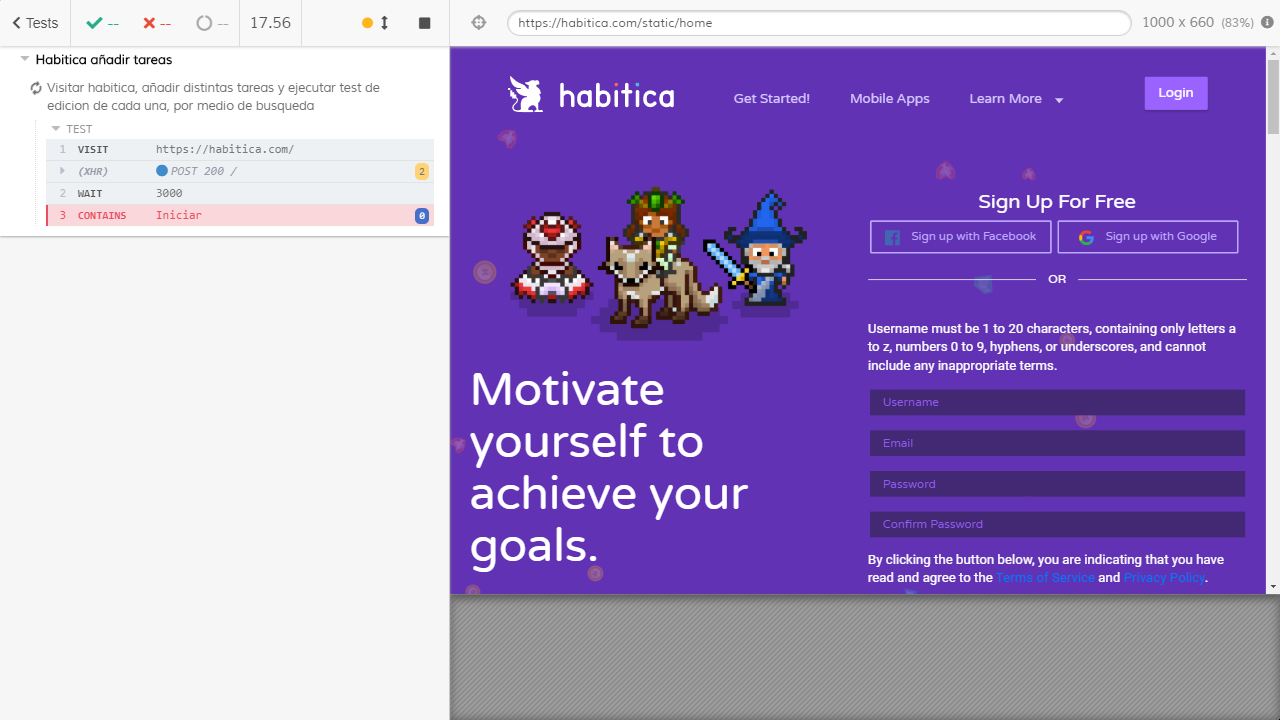 Tests
--
--
--
17.56
https://habitica.com/static/home
1000 x 660 (83%)
Habitica añadir tareas
Visitar habitica, añadir distintas tareas y ejecutar test de
edicion de cada una, por medio de busqueda
TEST
1 VISIT https://habitica.com/
(XHR) POST 200 / 2
2 WAIT 3000
3 CONTAINS Iniciar 0
habitica
Get Started!
Mobile Apps
Learn More
Login
Sign Up For Free
Sign up with Facebook
Sign up with Google
OR
Username must be 1 to 20 characters, containing only letters a
to z, numbers 0 to 9, hyphens, or underscores, and cannot
include any inappropriate terms.
Username
Email
Password
Confirm Password
By clicking the button below, you are indicating that you have
read and agree to the Terms of Service and Privacy Policy.
Motivate
yourself to
achieve your
goals.